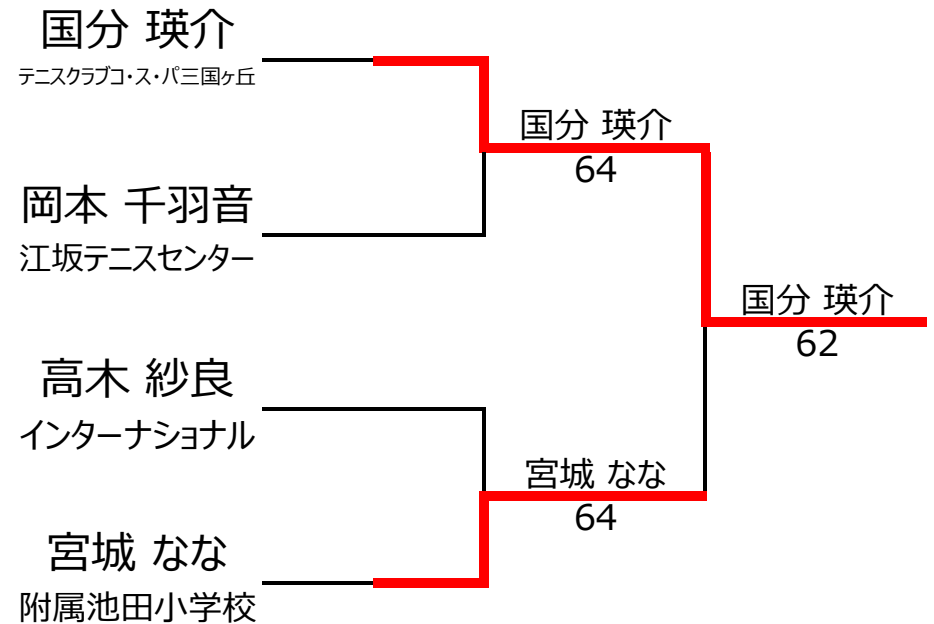 国分 瑛介
テニスクラブコ・ス・パ三国ヶ丘
岡本 千羽音
江坂テニスセンター
高木 紗良
インターナショナル
宮城 なな
附属池田小学校
国分 瑛介
64
宮城 なな
64
国分 瑛介
62